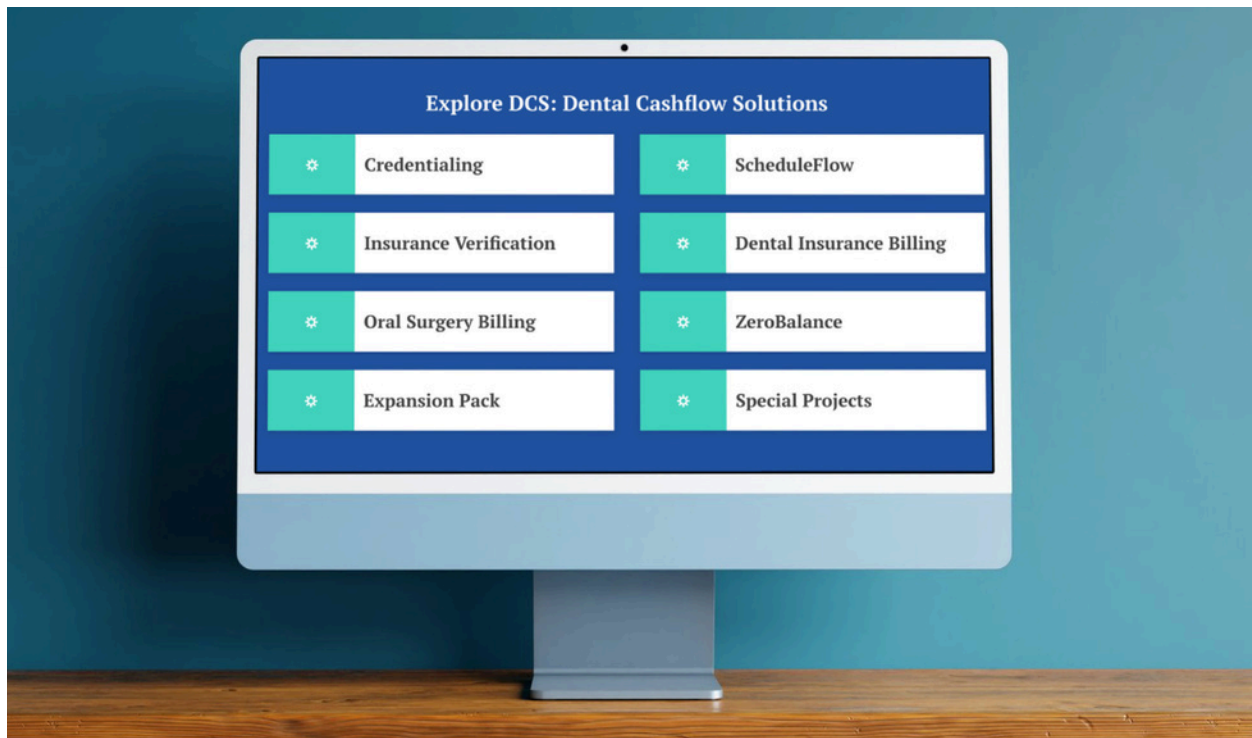 Explore DCS: Dental Cashflow Solutions
Credentialing
ScheduleFlow
Insurance Verification
Dental Insurance Billing
Oral Surgery Billing
ZeroBalance
Expansion Pack
Special Projects